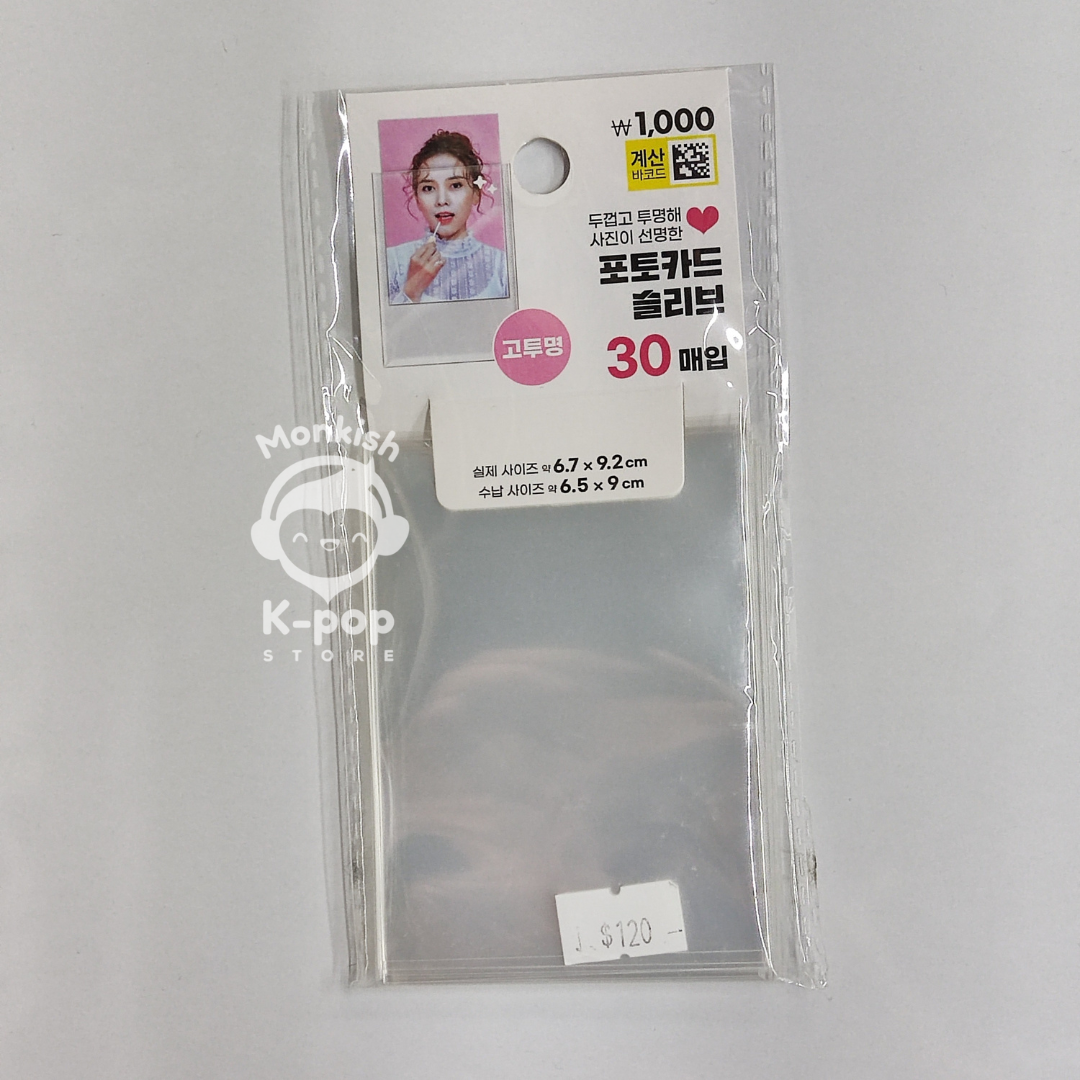 ₩1,000
계산
바코드
두껍고 투명해
사진이 선명한
포토카드
슬리브
30 매입
고투명
실제 사이즈 약 6.7 × 9.2 cm
수납 사이즈 약 6.5 × 9 cm
Monkish
K-pop
STORE
$120 -